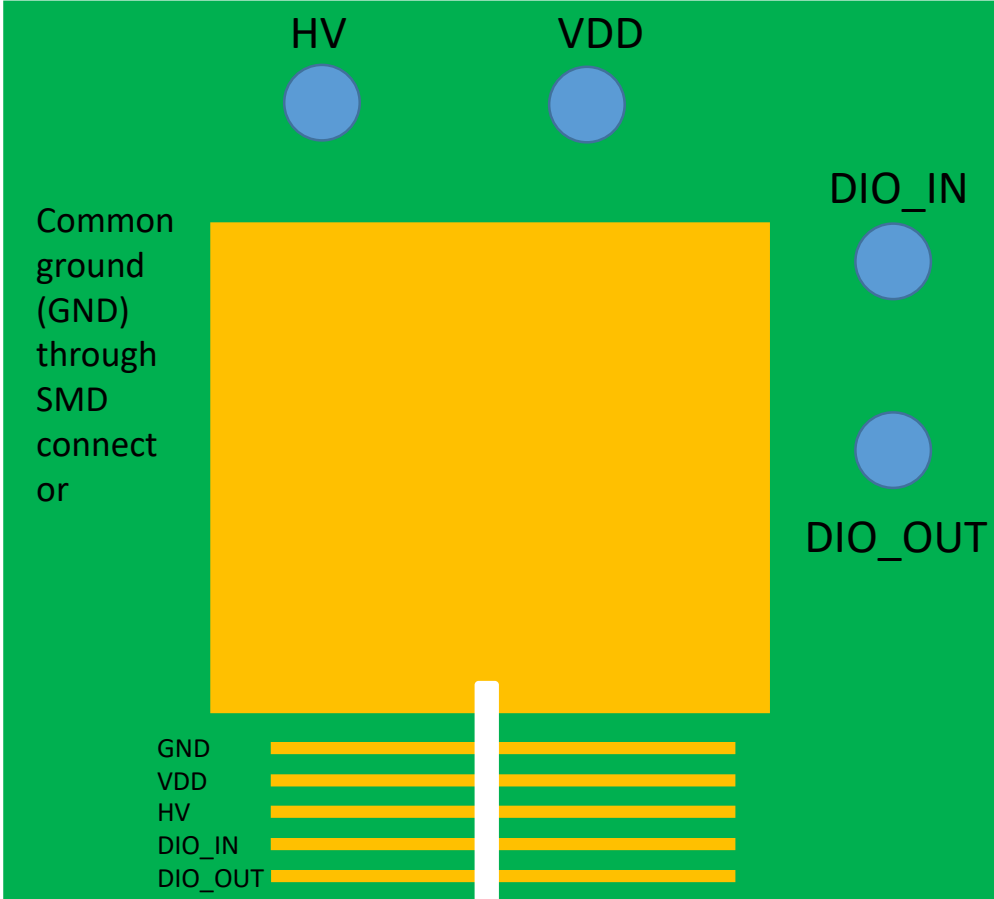 HV
VDD
DIO_IN
Common
ground
(GND)
through
SMD
connect
or
DIO_OUT
GND
VDD
HV
DIO_IN
DIO_OUT